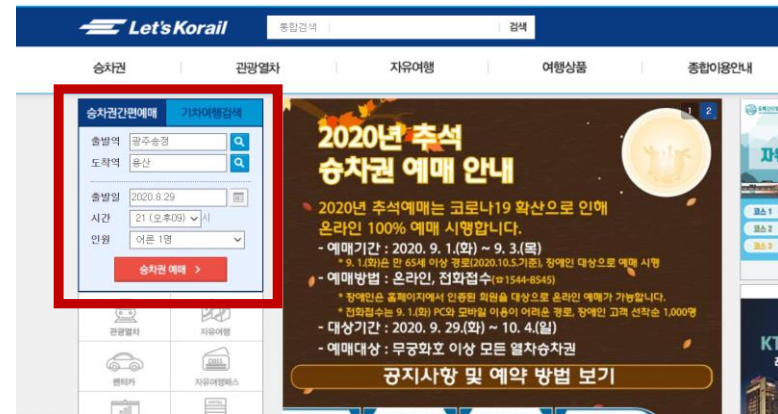 Let's Korail
통합검색
검색
승차권
관광열차
자유여행
여행상품
종합이용안내
승차권간편예매
기차여행검색
출발역 광주송정
도착역 용산
출발일 2020.8.29
시간 21 (오후09) 시
인원 어른 1명
승차권 예매 >
관광열차
자유여행
렌터카
자유여행패스
1 2
2020년 추석
승차권 예매 안내
2020년 추석예매는 코로나19 확산으로 인해
온라인 100% 예매 시행합니다.
- 예매기간 : 2020. 9. 1.(화) ~ 9. 3.(목)
* 9. 1.(화)은 만 65세 이상 경로(2020.10.5.기준), 장애인 대상으로 예매 시행
- 예매방법 : 온라인, 전화접수(☎1544-8545)
* 장애인은 홈페이지에서 인증된 회원을 대상으로 온라인 예매가 가능합니다.
* 전화접수는 9. 1.(화) PC와 모바일 이용이 어려운 경로, 장애인 고객 선착순 1,000명
- 대상기간 : 2020. 9. 29.(화) ~ 10. 4.(일)
- 예매대상 : 무궁화호 이상 모든 열차승차권
공지사항 및 예약 방법 보기
코스1
코스2
코스3
KT